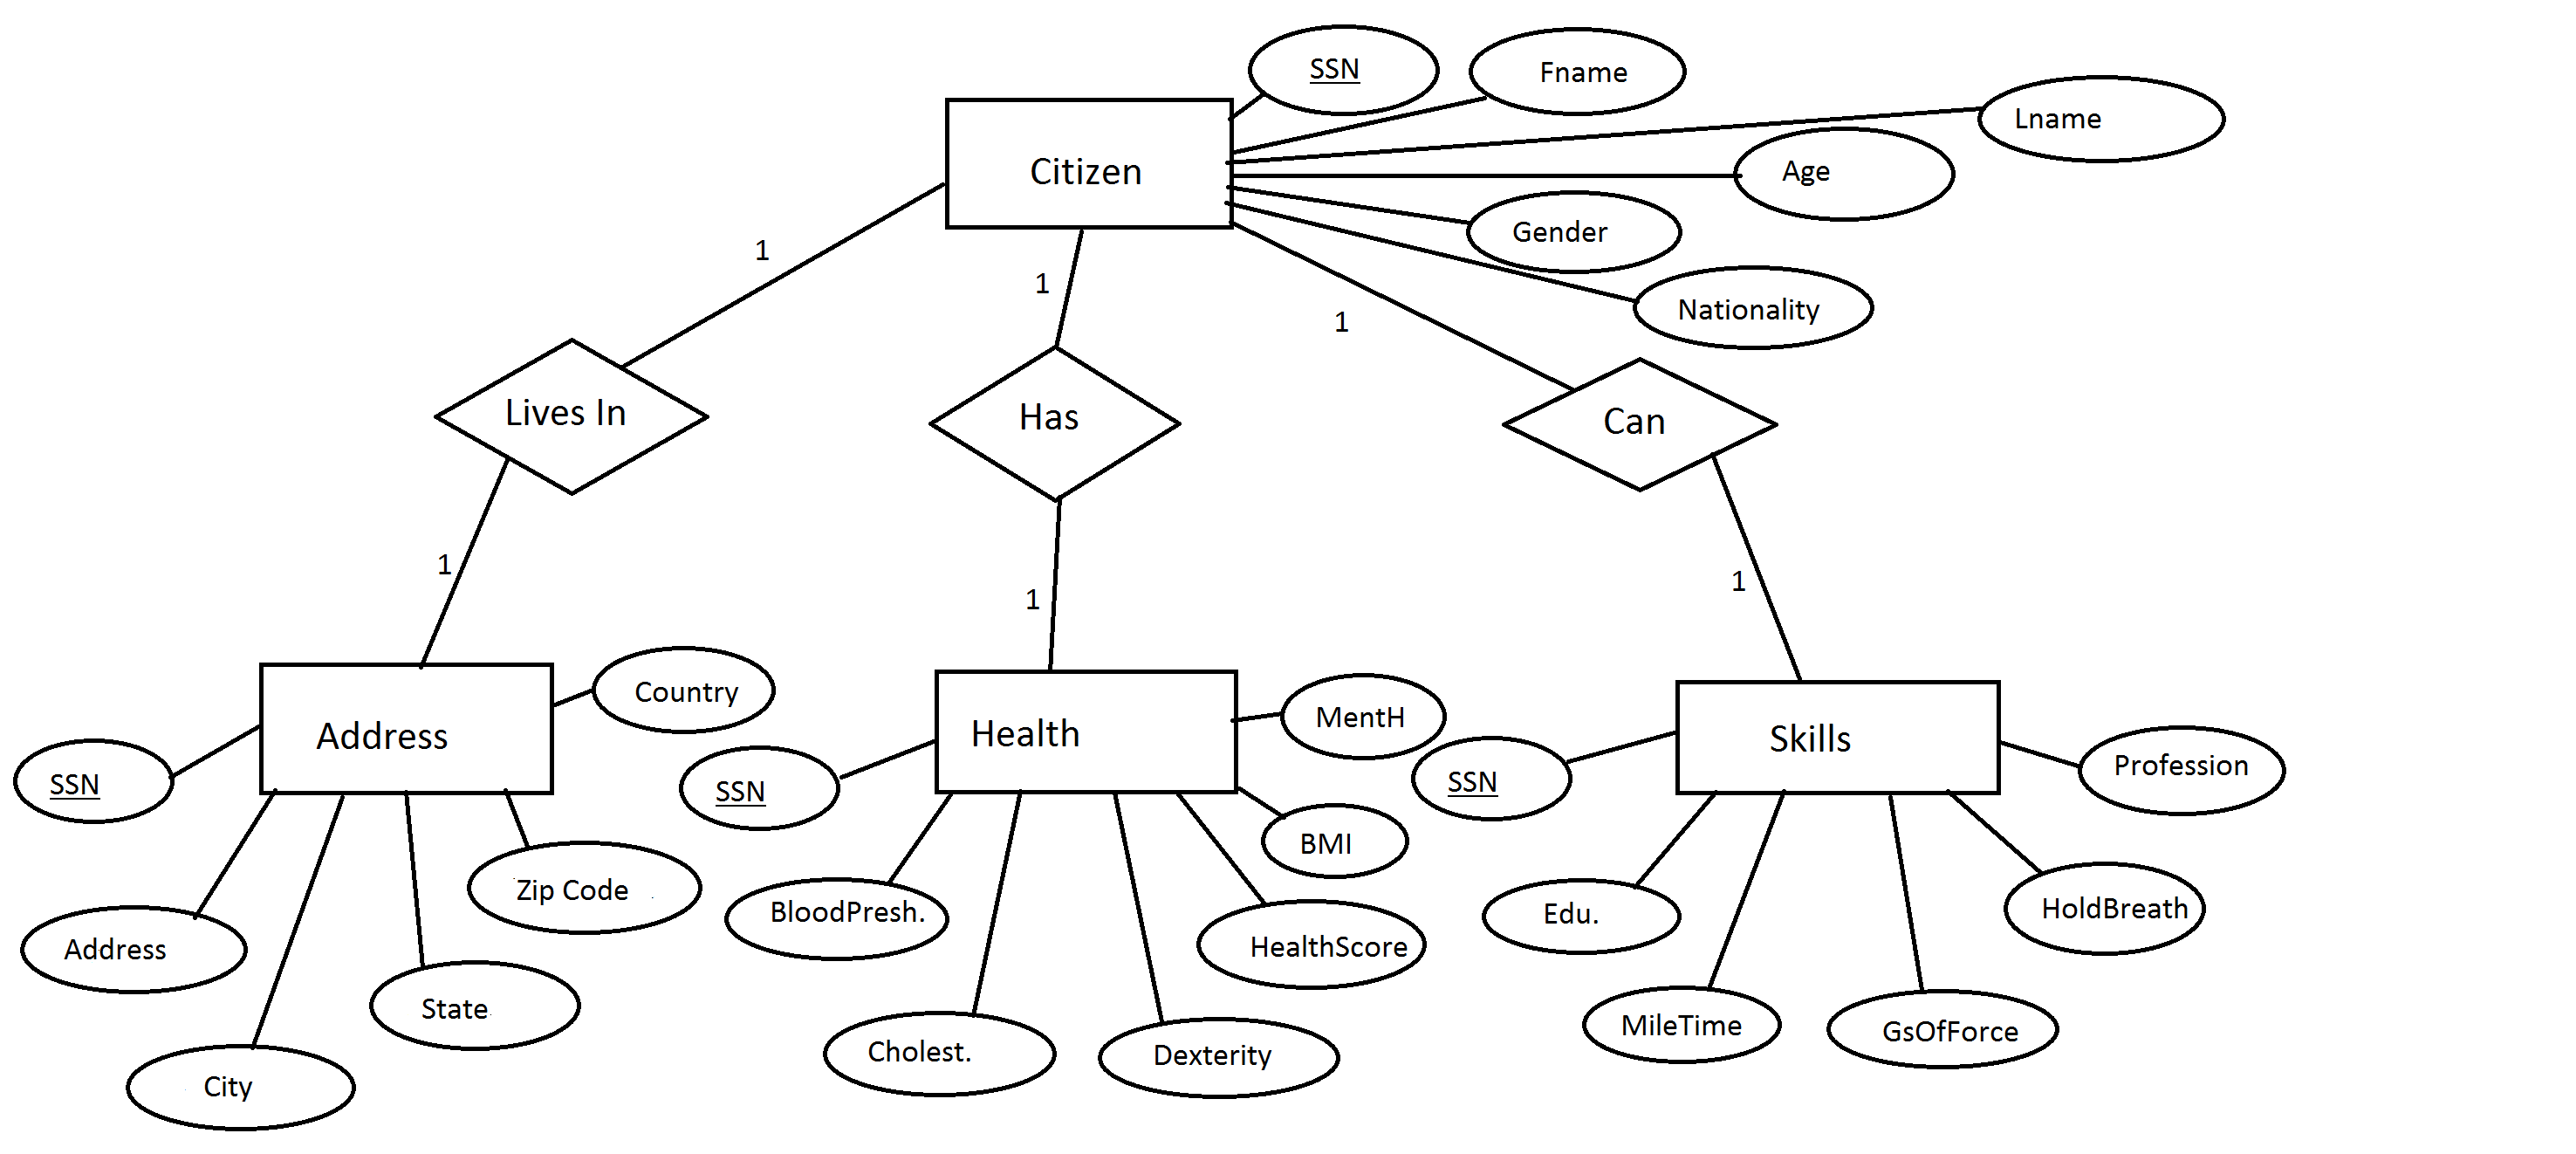 SSN
Fname
Lname
Citizen
Age
Gender
Nationality
1
1
1
Lives In
Has
Can
1
1
1
Country
MentH
Address
Health
Skills
Profession
SSN
SSN
SSN
BMI
Zip Code
BloodPresh.
Edu.
HoldBreath
Address
HealthScore
State
MileTime
GsOfForce
Cholest.
Dexterity
City